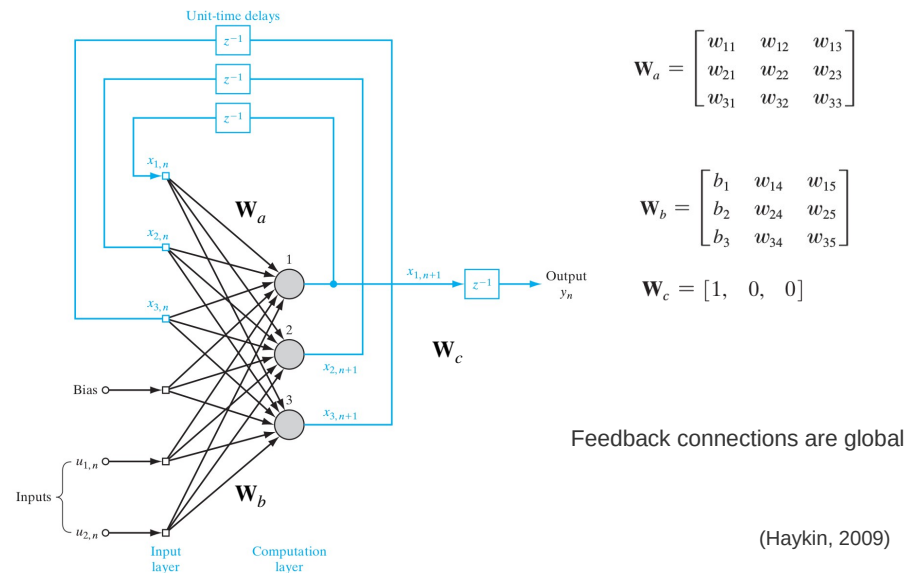 Unit-time delays
z⁻¹
z⁻¹
z⁻¹
x₁,ₙ
Wₐ
x₂,ₙ
1
x₁,ₙ₊₁
z⁻¹
Output
yₙ
x₃,ₙ
2
x₂,ₙ₊₁
W_c
Bias
3
x₃,ₙ₊₁
Inputs
u₁,ₙ
u₂,ₙ
W_b
Input
layer
Computation
layer
Wₐ = [w₁₁ w₁₂ w₁₃
w₂₁ w₂₂ w₂₃
w₃₁ w₃₂ w₃₃]
W_b = [b₁ w₁₄ w₁₅
b₂ w₂₄ w₂₅
b₃ w₃₄ w₃₅]
W_c = [1, 0, 0]
Feedback connections are global
(Haykin, 2009)